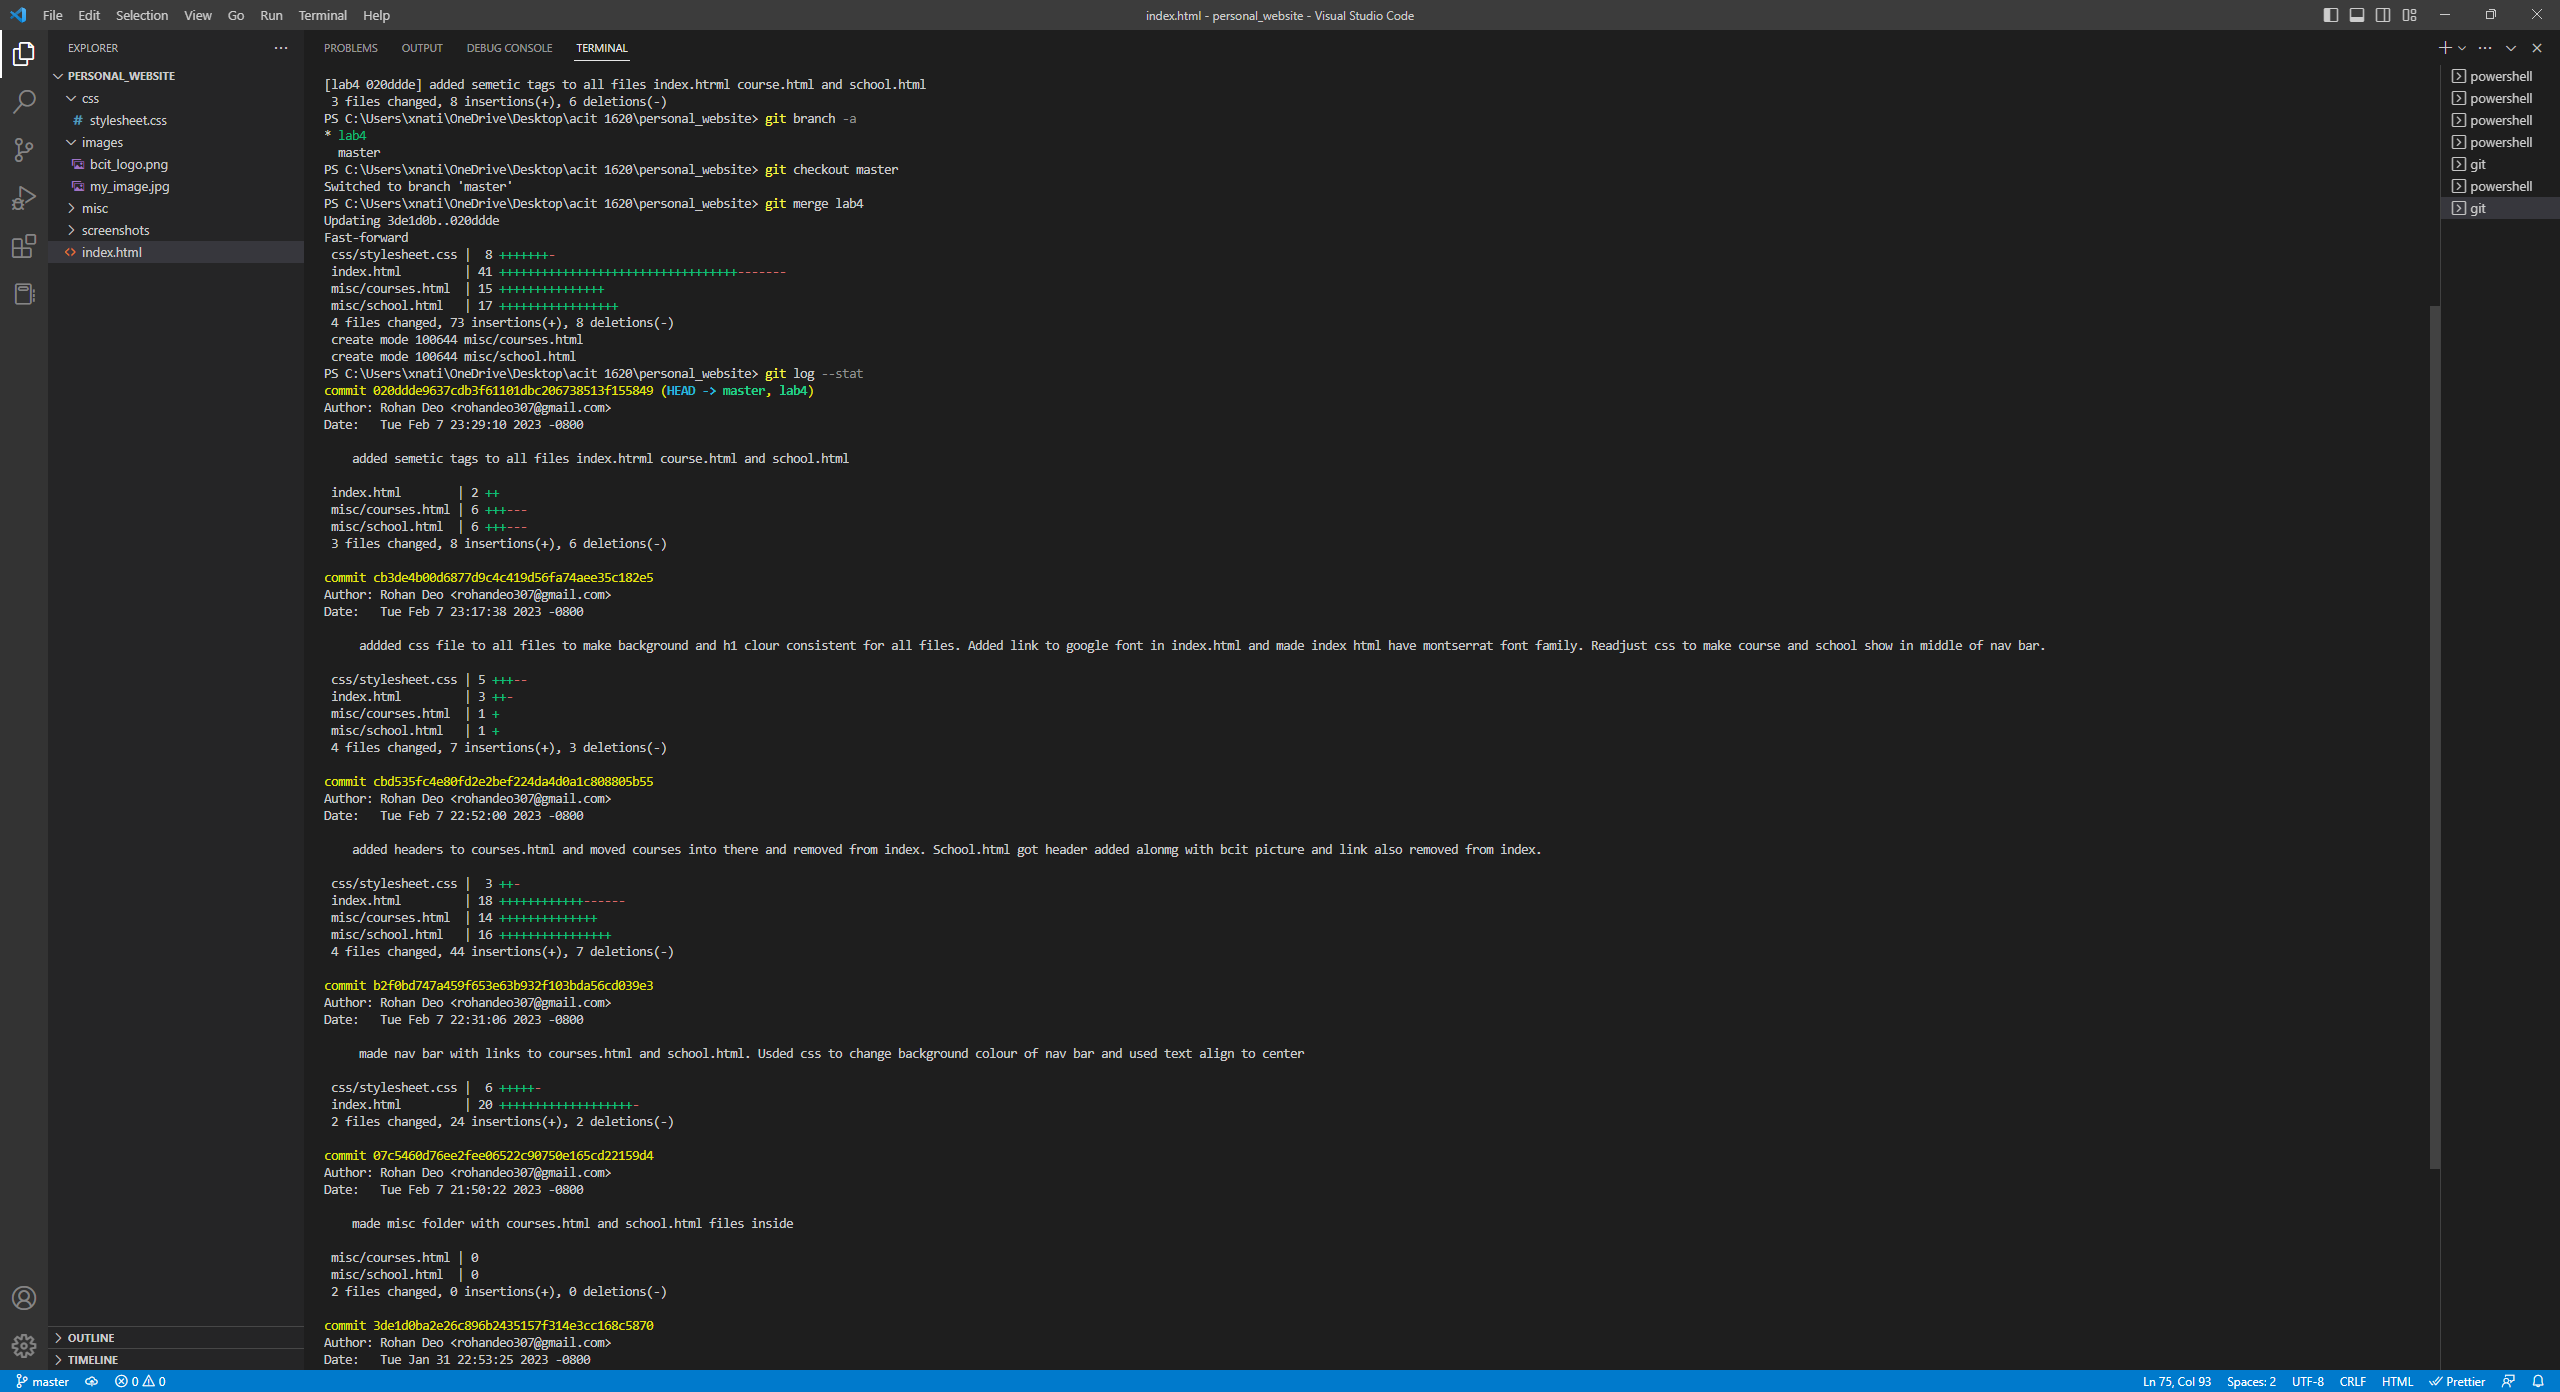 File Edit Selection View Go Run Terminal Help
index.html - personal_website - Visual Studio Code
EXPLORER
PERSONAL_WEBSITE
css
# stylesheet.css
images
bcit_logo.png
my_image.jpg
misc
screenshots
<> index.html
OUTLINE
TIMELINE
PROBLEMS OUTPUT DEBUG CONSOLE TERMINAL
[lab4 020ddde] added semetic tags to all files index.htrml course.html and school.html
3 files changed, 8 insertions(+), 6 deletions(-)
PS C:\Users\xnati\OneDrive\Desktop\acit 1620\personal_website> git branch -a
* lab4
master
PS C:\Users\xnati\OneDrive\Desktop\acit 1620\personal_website> git checkout master
Switched to branch 'master'
PS C:\Users\xnati\OneDrive\Desktop\acit 1620\personal_website> git merge lab4
Updating 3de1d0b..020ddde
Fast-forward
css/stylesheet.css | 8 +++++++-
index.html | 41 ++++++++++++++++++++++++++++++++++-------
misc/courses.html | 15 +++++++++++++++
misc/school.html | 17 +++++++++++++++++
4 files changed, 73 insertions(+), 8 deletions(-)
create mode 100644 misc/courses.html
create mode 100644 misc/school.html
PS C:\Users\xnati\OneDrive\Desktop\acit 1620\personal_website> git log --stat
commit 020ddde9637cdb3f61101dbc206738513f155849 (HEAD -> master, lab4)
Author: Rohan Deo <rohandeo307@gmail.com>
Date: Tue Feb 7 23:29:10 2023 -0800
added semetic tags to all files index.htrml course.html and school.html
index.html | 2 ++
misc/courses.html | 6 +++---
misc/school.html | 6 +++---
3 files changed, 8 insertions(+), 6 deletions(-)
commit cb3de4b00d6877d9c4c419d56fa74aee35c182e5
Author: Rohan Deo <rohandeo307@gmail.com>
Date: Tue Feb 7 23:17:38 2023 -0800
addded css file to all files to make background and h1 clour consistent for all files. Added link to google font in index.html and made index html have montserrat font family. Readjust css to make course and school show in middle of nav bar.
css/stylesheet.css | 5 +++--
index.html | 3 ++-
misc/courses.html | 1 +
misc/school.html | 1 +
4 files changed, 7 insertions(+), 3 deletions(-)
commit cbd535fc4e80fd2e2bef224da4d0a1c808805b55
Author: Rohan Deo <rohandeo307@gmail.com>
Date: Tue Feb 7 22:52:00 2023 -0800
added headers to courses.html and moved courses into there and removed from index. School.html got header added alonmg with bcit picture and link also removed from index.
css/stylesheet.css | 3 ++-
index.html | 18 ++++++++++++------
misc/courses.html | 14 ++++++++++++++
misc/school.html | 16 ++++++++++++++++
4 files changed, 44 insertions(+), 7 deletions(-)
commit b2f0bd747a459f653e63b932f103bda56cd039e3
Author: Rohan Deo <rohandeo307@gmail.com>
Date: Tue Feb 7 22:31:06 2023 -0800
made nav bar with links to courses.html and school.html. Usded css to change background colour of nav bar and used text align to center
css/stylesheet.css | 6 +++++-
index.html | 20 +++++++++++++++++++-
2 files changed, 24 insertions(+), 2 deletions(-)
commit 07c5460d76ee2fee06522c90750e165cd22159d4
Author: Rohan Deo <rohandeo307@gmail.com>
Date: Tue Feb 7 21:50:22 2023 -0800
made misc folder with courses.html and school.html files inside
misc/courses.html | 0
misc/school.html | 0
2 files changed, 0 insertions(+), 0 deletions(-)
commit 3de1d0ba2e26c896b2435157f314e3cc168c5870
Author: Rohan Deo <rohandeo307@gmail.com>
Date: Tue Jan 31 22:53:25 2023 -0800
powershell
powershell
powershell
powershell
git
powershell
git
master 0 0
Ln 75, Col 93 Spaces: 2 UTF-8 CRLF HTML Prettier